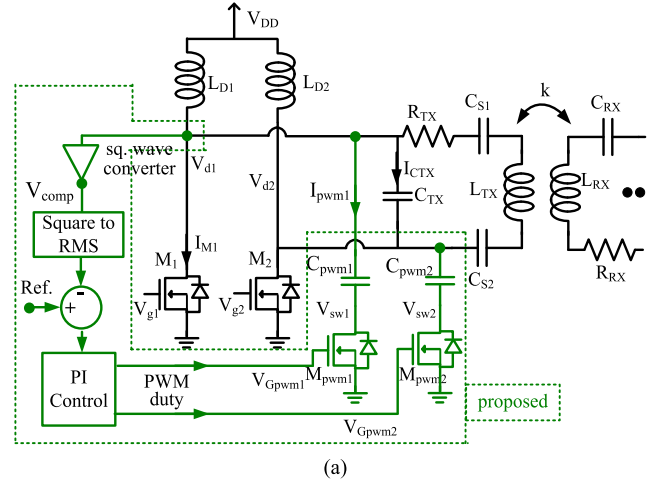 V_DD
L_D1
L_D2
k
C_S1
C_RX
R_TX
sq. wave
converter
V_d1
I_CTX
V_comp
V_d2
C_TX
L_TX
L_RX
I_pwm1
Square to
RMS
I_M1
M_1
M_2
C_pwm1
C_pwm2
C_S2
R_RX
Ref.
-
+
V_g1
V_g2
V_sw1
V_sw2
PI
Control
PWM
duty
V_Gpwm1
M_pwm1
M_pwm2
V_Gpwm2
proposed
(a)